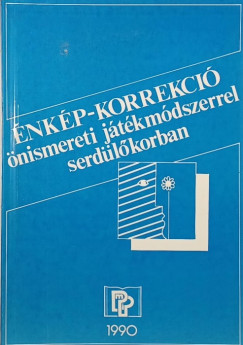 ÉNKÉP-KORREKCIÓ
önismereti játékmódszerrel
serdülőkorban
1990